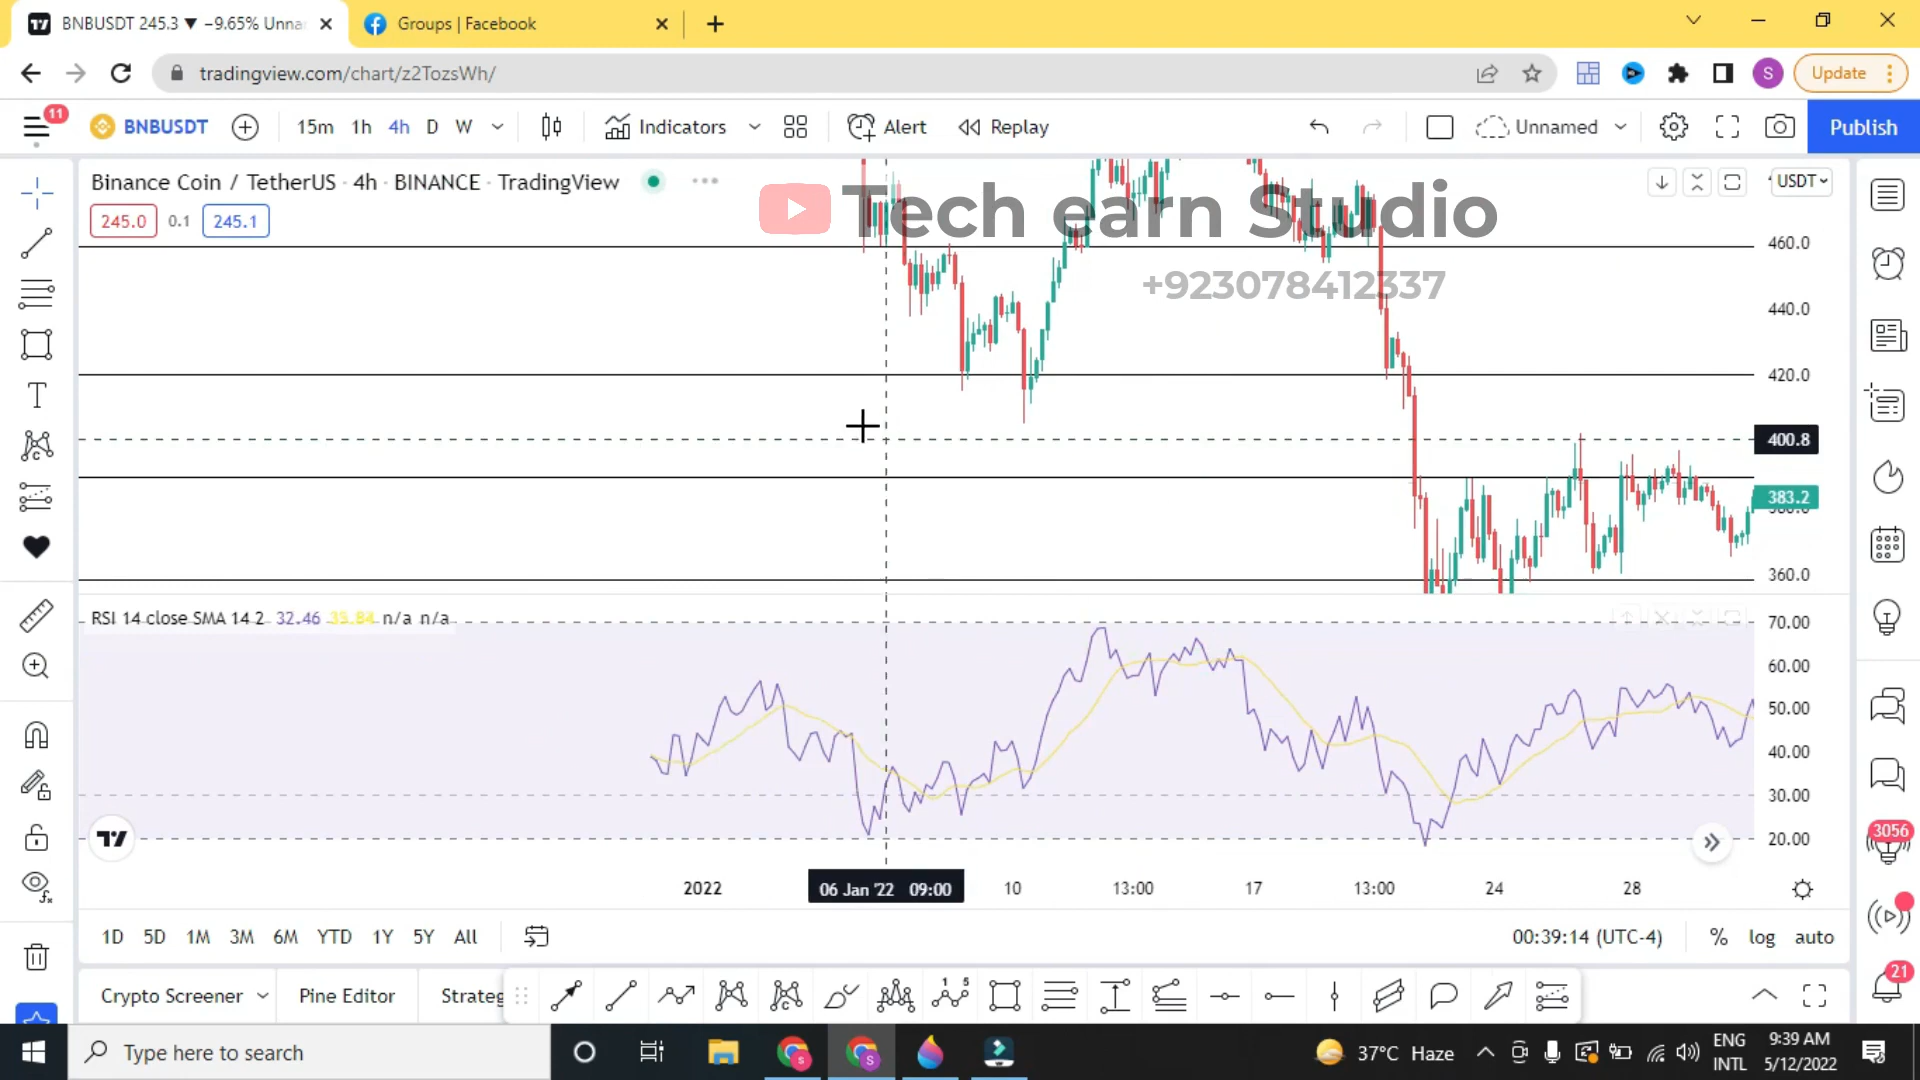 BNBUSDT 245.3 ▼ −9.65% Unna
Groups | Facebook
tradingview.com/chart/z2TozsWh/
S
Update
11
BNBUSDT
15m 1h 4h D W
Indicators
Alert
Replay
Unnamed
Publish
Binance Coin / TetherUS · 4h · BINANCE · TradingView
USDT
245.0 0.1 245.1
Tech earn Studio
+923078412337
460.0
440.0
420.0
400.8
383.2
360.0
RSI 14 close SMA 14 2 32.46 33.84 n/a n/a
70.00
60.00
50.00
40.00
30.00
20.00
2022 06 Jan '22 09:00 10 13:00 17 13:00 24 28
3056
1D 5D 1M 3M 6M YTD 1Y 5Y All
00:39:14 (UTC-4) % log auto
21
Crypto Screener Pine Editor Strateg
Type here to search
37°C Haze
ENG
INTL
9:39 AM
5/12/2022